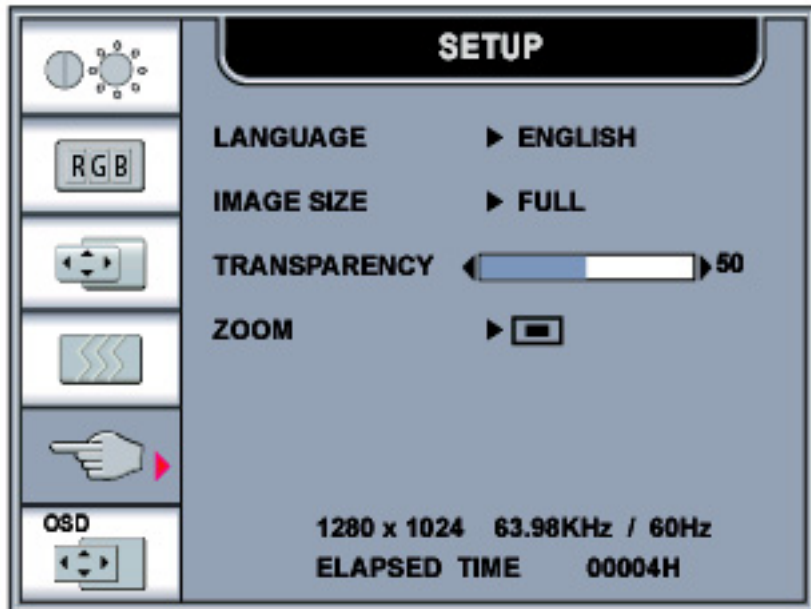 SETUP
RGB
LANGUAGE ENGLISH
IMAGE SIZE FULL
TRANSPARENCY 50
ZOOM
OSD
1280 x 1024 63.98KHz / 60Hz
ELAPSED TIME 00004H